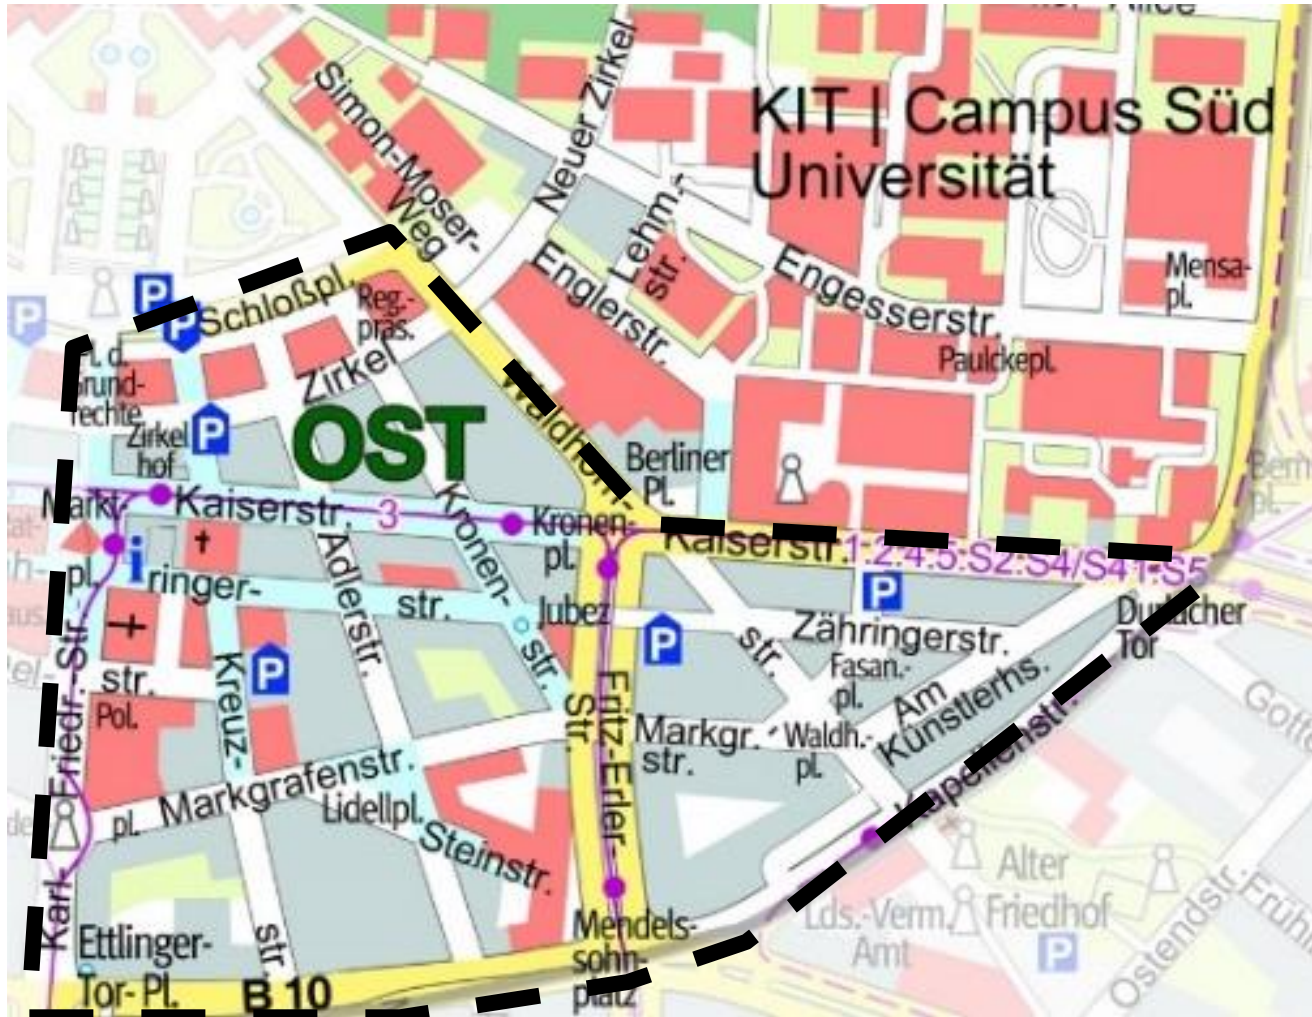 Simon-Moser-
Weg
Neuer Zirkel
KIT | Campus Süd
Universität
Lehm.-
str.
Englerstr.
Engesserstr.
Mensa-
pl.
Paulckepl.
P
P
P
Schloßpl.
Reg.-
präs.
Pl. d.
Grund-
rechte
Zirkel
OST
Zirkel
hof
P
Waldhorn-
Berliner
Pl.
Markt-
pl.
Kaiserstr.
3
Kronen-
pl.
Kaiserstr.
1·2·4·5·S2·S4/S41·S5
i
ringer-
str.
Adlerstr.
Kronen-
str.
Jubez
P
P
Zähringerstr.
Durlacher
Tor
str.
Fasan.-
pl.
Am
Künstlerhs.
Kreuz-
str.
P
str.
Pol.
Karl-
Friedr.-Str.
Str.
Fritz-Erler-
Markgr.-
str.
Waldh.-
pl.
Kapellenstr.
Markgrafenstr.
pl.
Lidellpl.
Steinstr.
Alter
Friedhof
Lds.-Verm.
Amt
P
Ostendstr.
Ettlinger-
Tor- Pl.
B 10
Mendels-
sohn-
platz